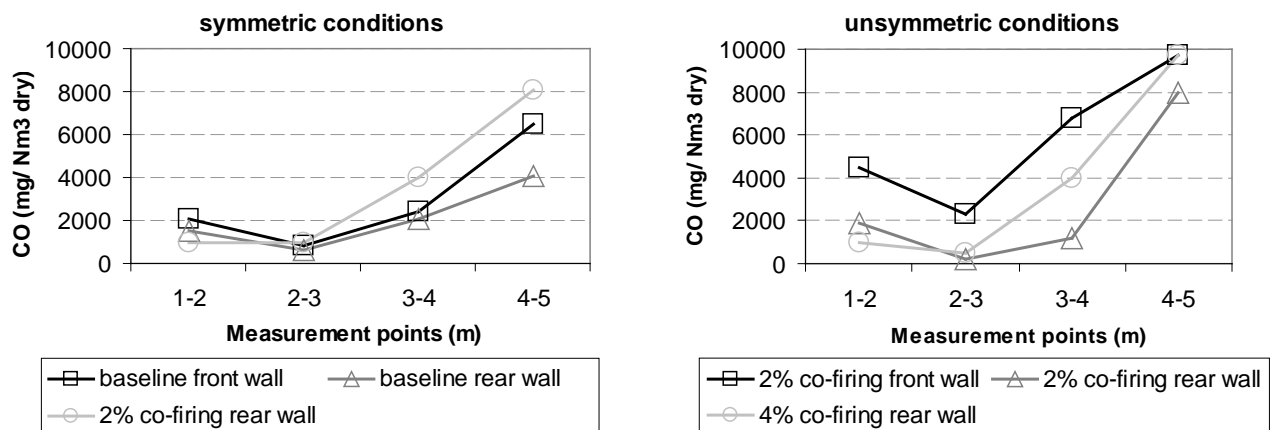 symmetric conditions
10000
8000
6000
4000
2000
0
CO (mg/ Nm3 dry)
1-2 2-3 3-4 4-5
Measurement points (m)
baseline front wall baseline rear wall
2% co-firing rear wall
unsymmetric conditions
10000
8000
6000
4000
2000
0
CO (mg/ Nm3 dry)
1-2 2-3 3-4 4-5
Measurement points (m)
2% co-firing front wall 2% co-firing rear wall
4% co-firing rear wall